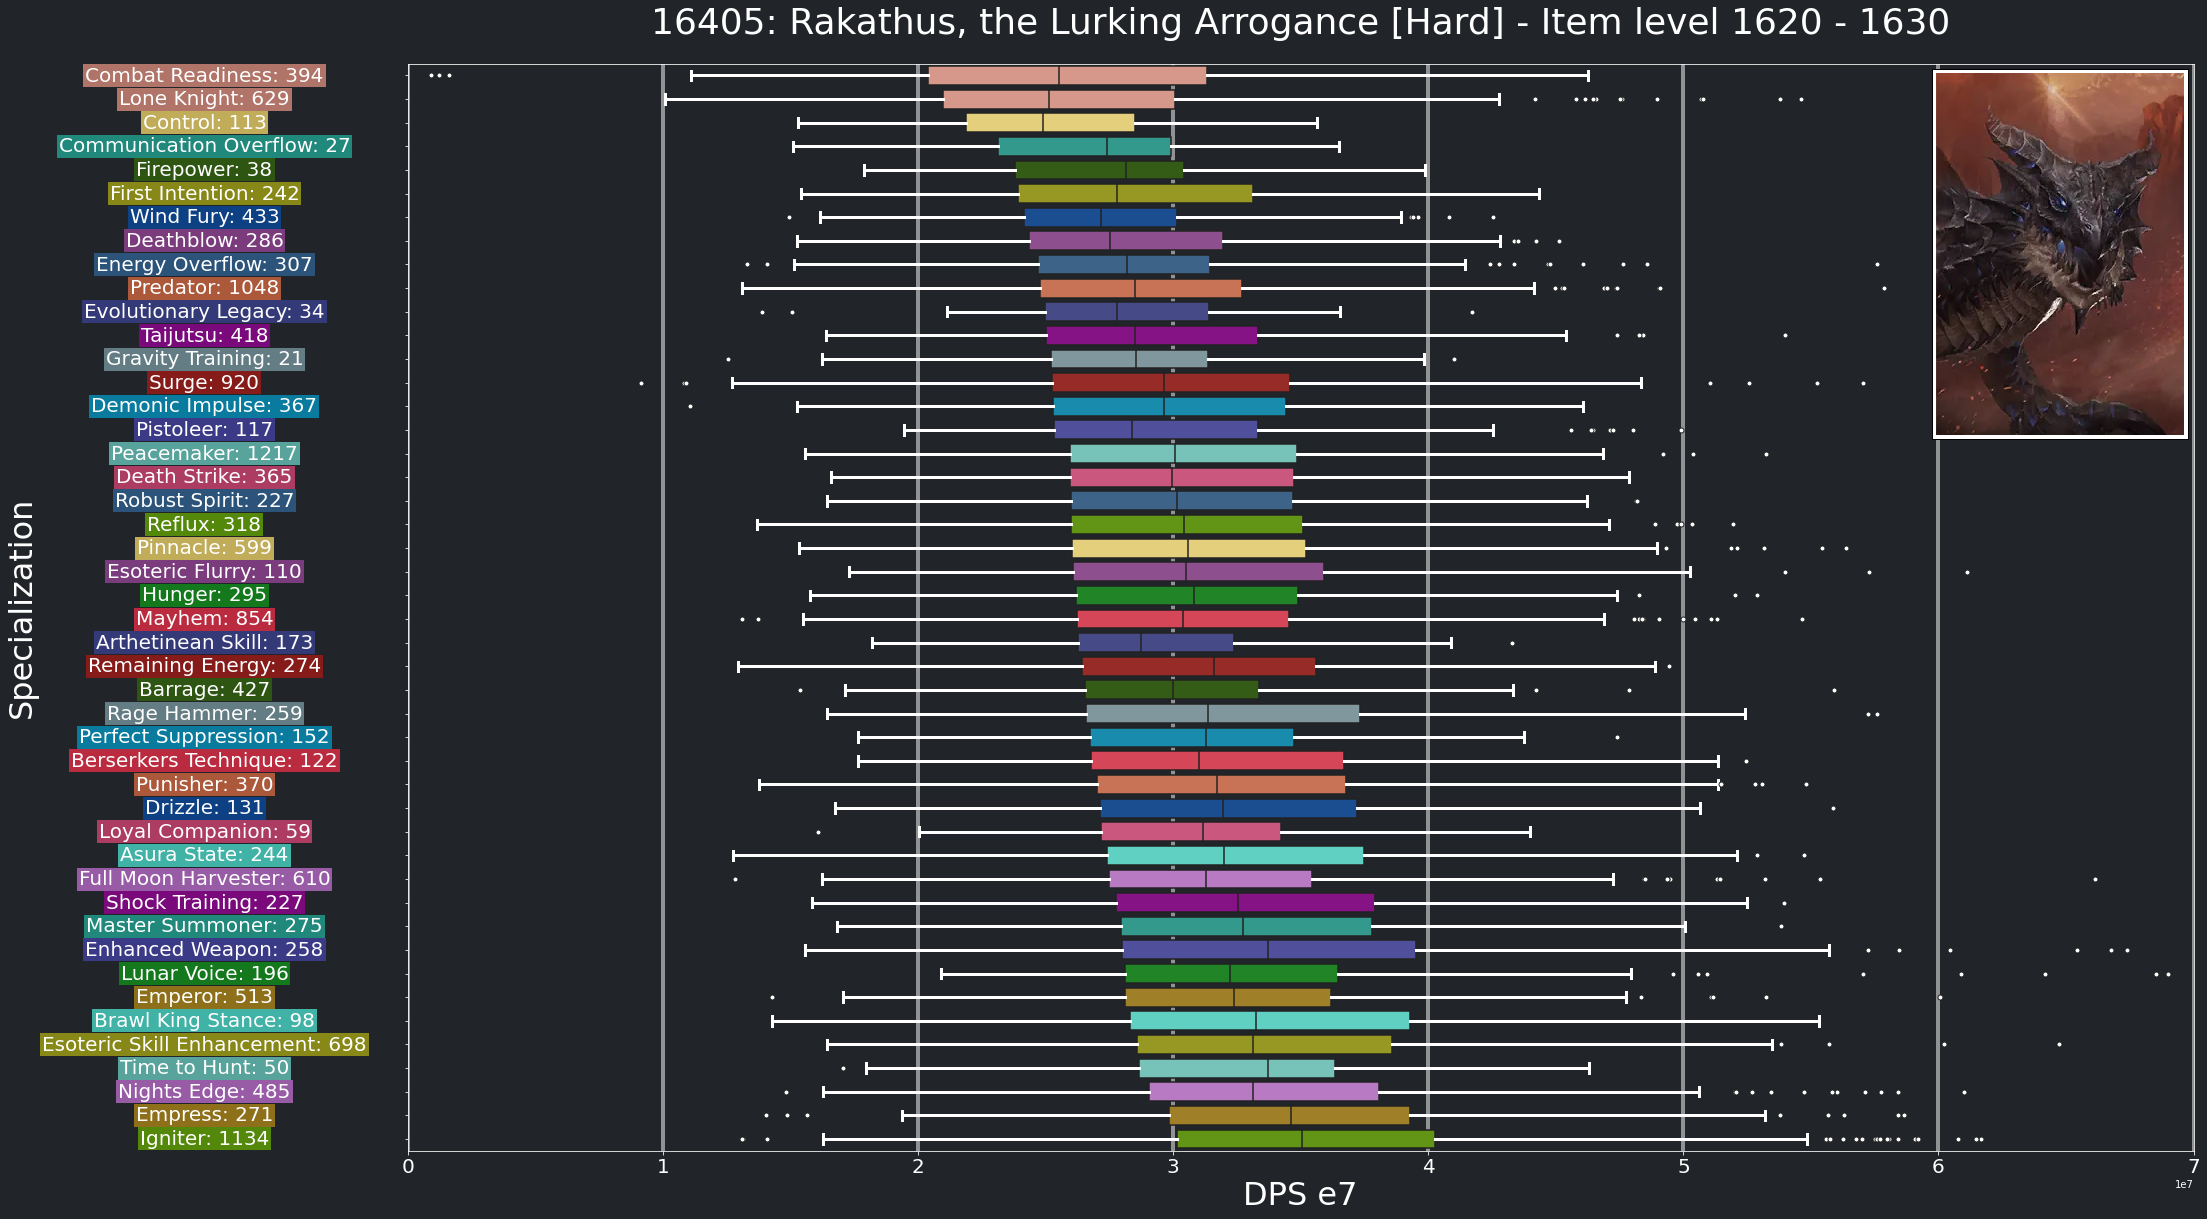 16405: Rakathus, the Lurking Arrogance [Hard] - Item level 1620 - 1630
Specialization
Combat Readiness: 394
Lone Knight: 629
Control: 113
Communication Overflow: 27
Firepower: 38
First Intention: 242
Wind Fury: 433
Deathblow: 286
Energy Overflow: 307
Predator: 1048
Evolutionary Legacy: 34
Taijutsu: 418
Gravity Training: 21
Surge: 920
Demonic Impulse: 367
Pistoleer: 117
Peacemaker: 1217
Death Strike: 365
Robust Spirit: 227
Reflux: 318
Pinnacle: 599
Esoteric Flurry: 110
Hunger: 295
Mayhem: 854
Arthetinean Skill: 173
Remaining Energy: 274
Barrage: 427
Rage Hammer: 259
Perfect Suppression: 152
Berserkers Technique: 122
Punisher: 370
Drizzle: 131
Loyal Companion: 59
Asura State: 244
Full Moon Harvester: 610
Shock Training: 227
Master Summoner: 275
Enhanced Weapon: 258
Lunar Voice: 196
Emperor: 513
Brawl King Stance: 98
Esoteric Skill Enhancement: 698
Time to Hunt: 50
Nights Edge: 485
Empress: 271
Igniter: 1134
0 1 2 3 4 5 6 7
1e7
DPS e7